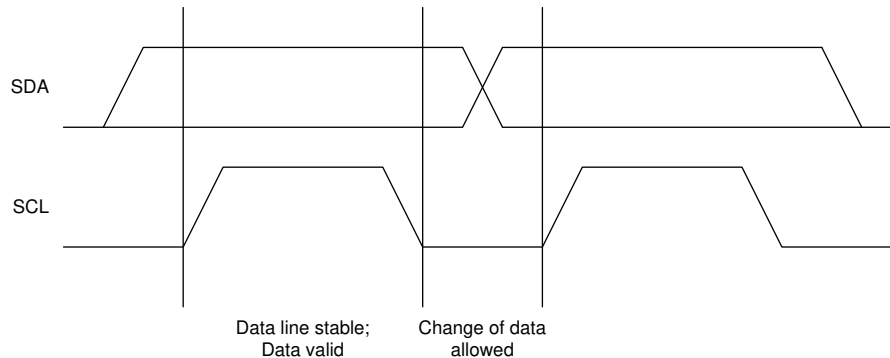 SDA
SCL
Data line stable;
Data valid
Change of data
allowed